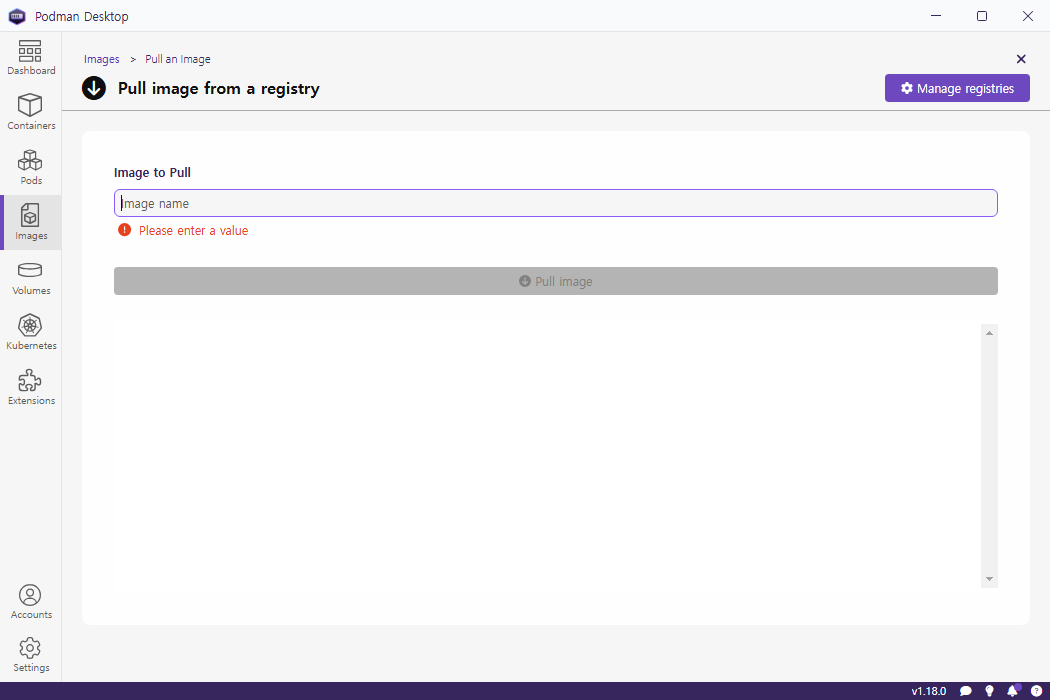 Podman Desktop
Images > Pull an Image
Pull image from a registry
Manage registries
Dashboard
Containers
Pods
Images
Volumes
Kubernetes
Extensions
Accounts
Settings
Image to Pull
Image name
Please enter a value
Pull image
v1.18.0